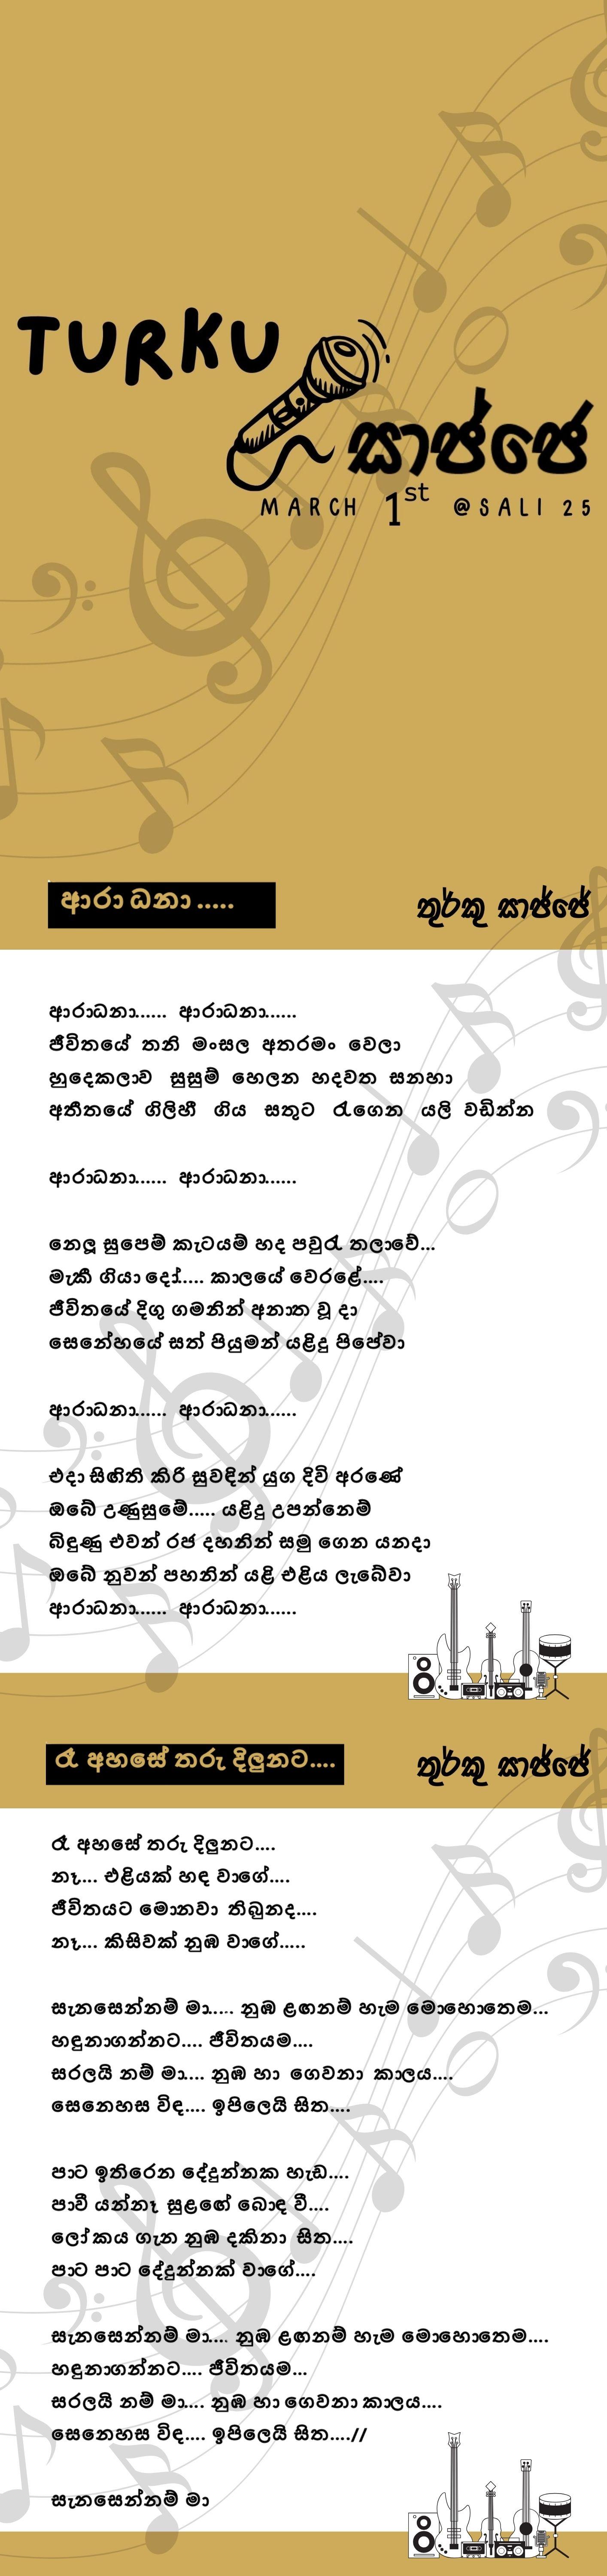 TURKU
සාජ්ජේ
MARCH 1st @SALI 25
ආරා ධනා .....
තුර්කු සාජ්ජේ
ආරාධනා...... ආරාධනා......
ජීවිතයේ තනි මංසල අතරමං වෙලා
හුදෙකලාව සුසුම් හෙලන හදවත සනහා
අතීතයේ ගිලිහී ගිය සතුට රැගෙන යලි වඩින්න
ආරාධනා...... ආරාධනා......
නෙලූ සුපෙම් කැටයම් හද පවුරැ තලාවේ...
මැකී ගියා දෝ..... කාලයේ වෙරළේ....
ජීවිතයේ දිගු ගමනින් අනාත වූ දා
සෙනේහයේ සත් පියුමන් යළිදු පිපේවා
ආරාධනා...... ආරාධනා......
එදා සිඟිති කිරි සුවඳින් යුග දිවි අරණේ
ඔබේ උණුසුමේ..... යළිදු උපන්නෙම්
බිඳුණු එවන් රජ දහනින් සමු ගෙන යනදා
ඔබේ නුවන් පහනින් යළි එළිය ලැබේවා
ආරාධනා...... ආරාධනා......
රෑ අහසේ තරු දිලුනට....
තුර්කු සාජ්ජේ
රෑ අහසේ තරු දිලුනට....
නෑ.... එළියක් හඳ වාගේ....
ජීවිතයට මොනවා තිබුනද....
නෑ.... කිසිවක් නුඹ වාගේ.....
සැනසෙන්නම් මා..... නුඹ ළඟනම් හැම මොහොතෙම...
හඳුනාගන්නට.... ජීවිතයම....
සරලයි නම් මා.... නුඹ හා ගෙවනා කාලය....
සෙනෙහස විඳ.... ඉපිලෙයි සිත....
පාට ඉතිරෙන දේදුන්නක හැඩ....
පාවී යන්නෑ සුළඟේ බොඳ වී....
ලෝකය ගැන නුඹ දකිනා සිත....
පාට පාට දේදුන්නක් වාගේ....
සැනසෙන්නම් මා.... නුඹ ළඟනම් හැම මොහොතෙම....
හඳුනාගන්නට.... ජීවිතයම...
සරලයි නම් මා.... නුඹ හා ගෙවනා කාලය....
සෙනෙහස විඳ.... ඉපිලෙයි සිත....//
සැනසෙන්නම් මා